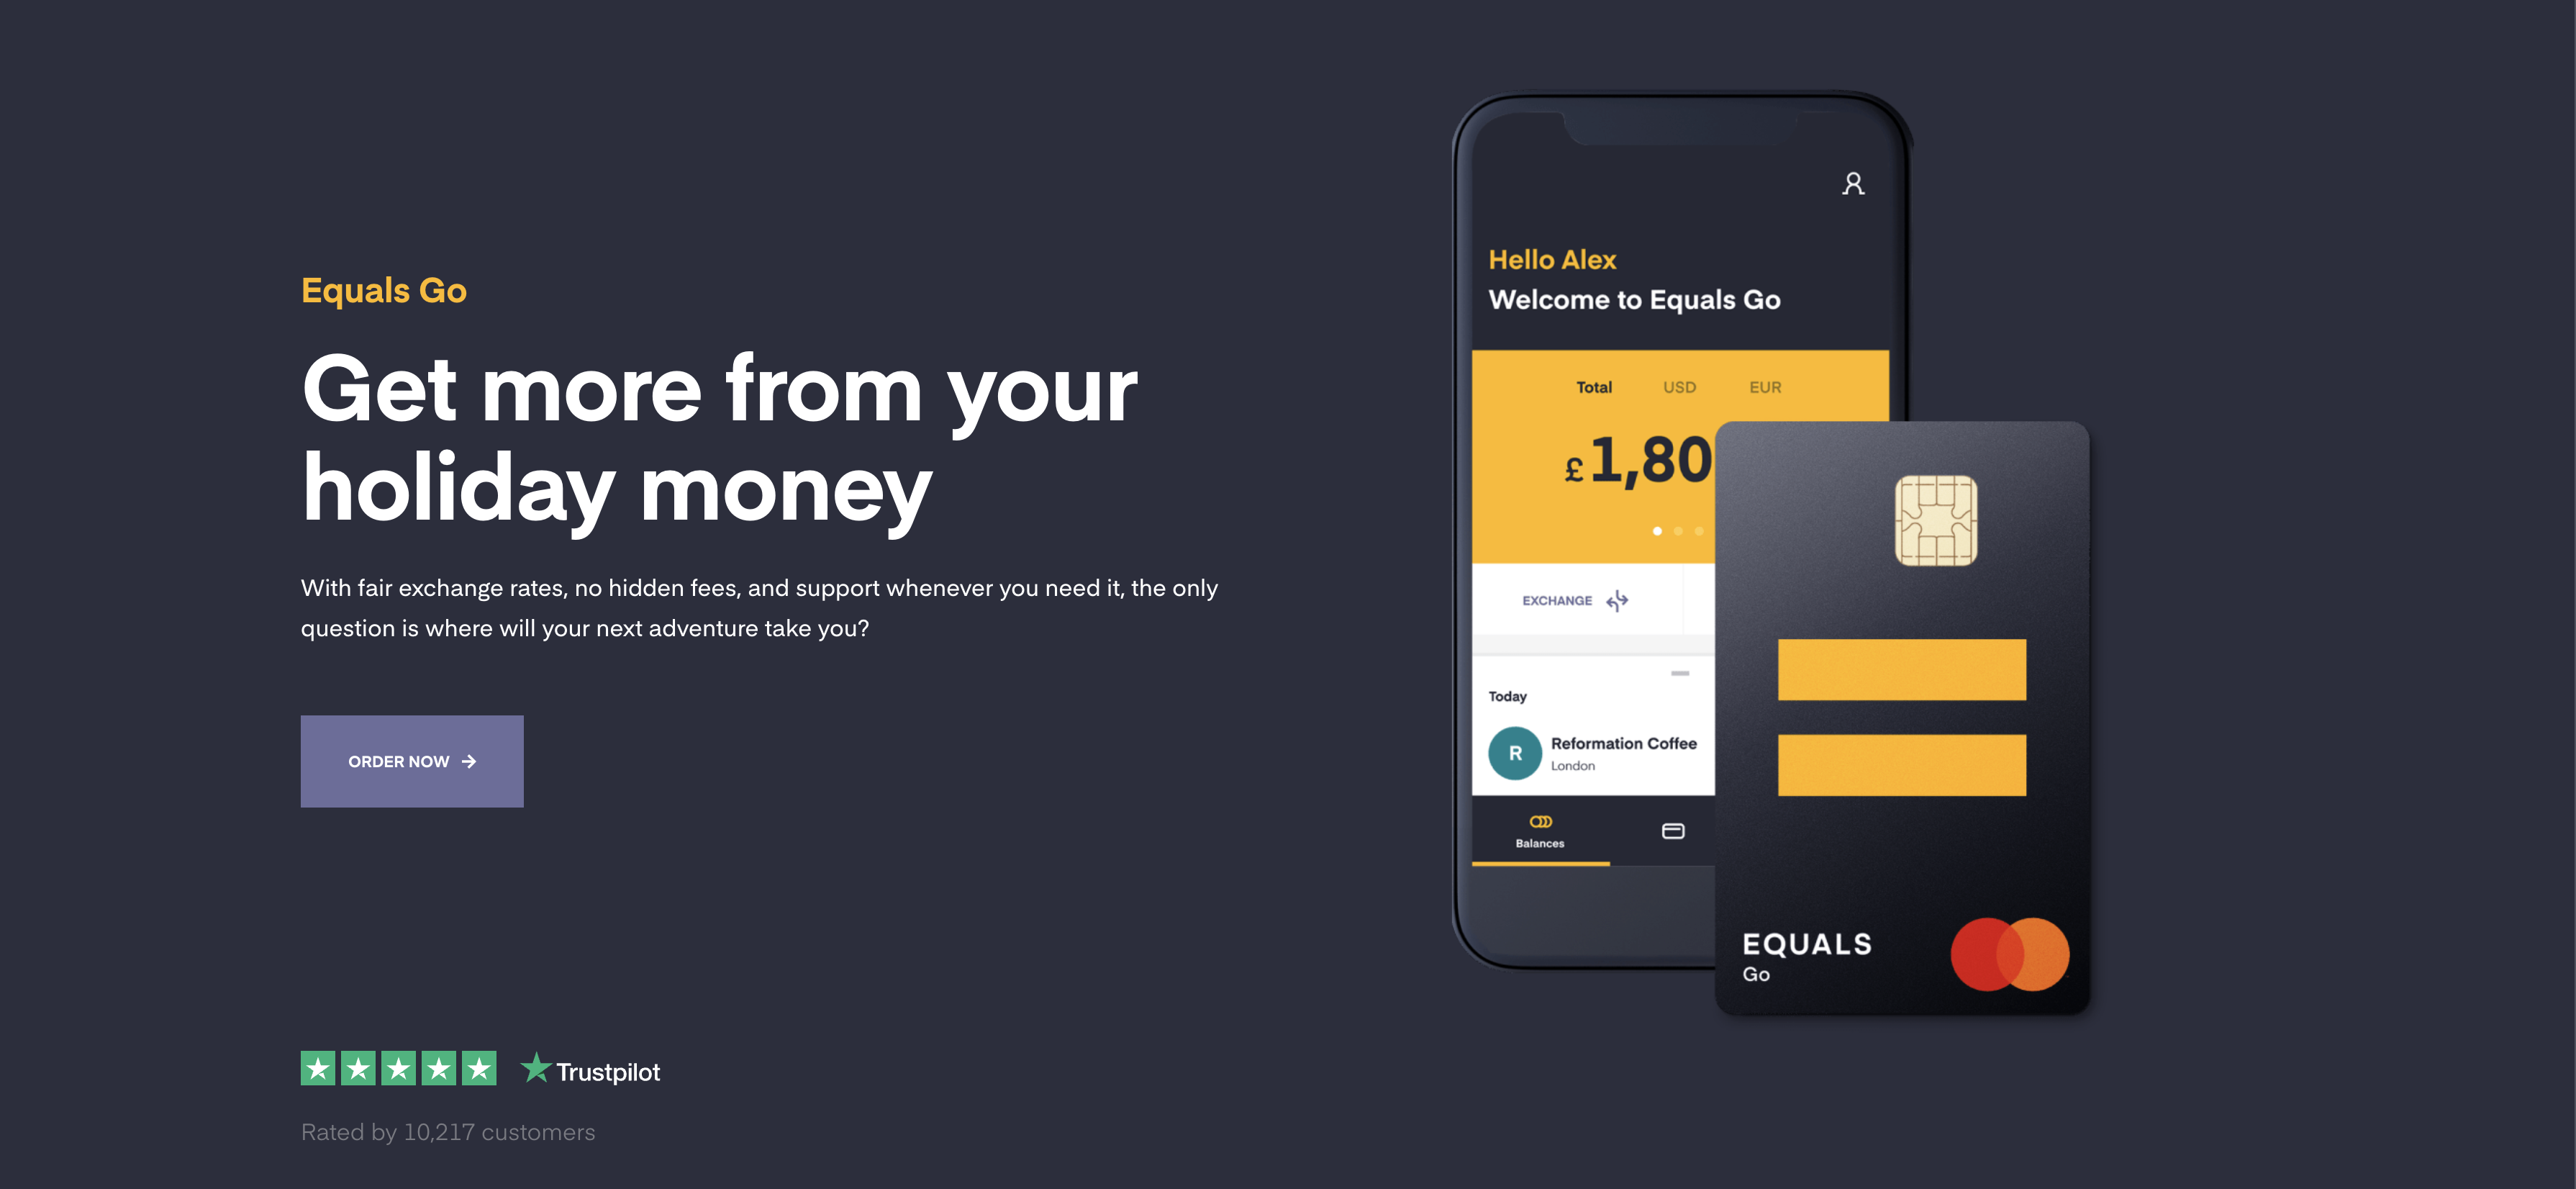 Equals Go
Get more from your
holiday money
With fair exchange rates, no hidden fees, and support whenever you need it, the only
question is where will your next adventure take you?
ORDER NOW
Trustpilot
Rated by 10,217 customers
Hello Alex
Welcome to Equals Go
Total USD EUR
£1,80
EXCHANGE
Today
R
Reformation Coffee
London
Balances
EQUALS
Go